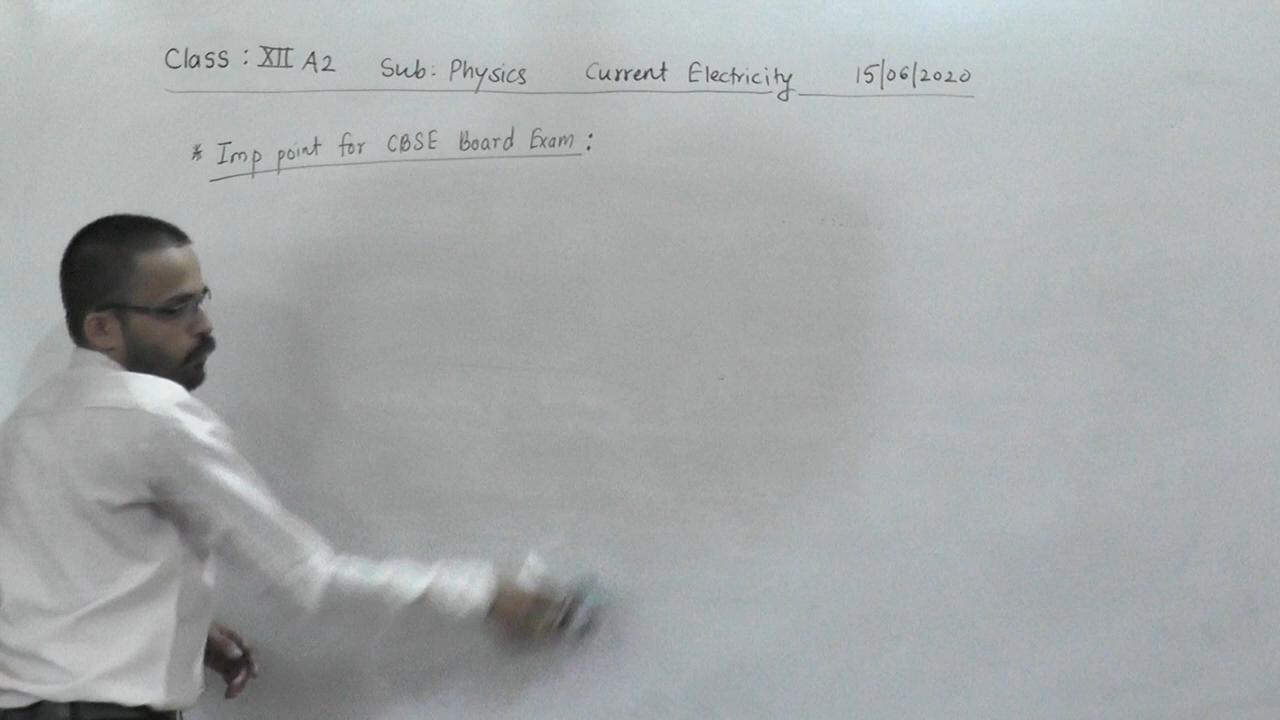 Class : XII A2 Sub: Physics Current Electricity 15/06/2020
* Imp point for CBSE Board Exam :